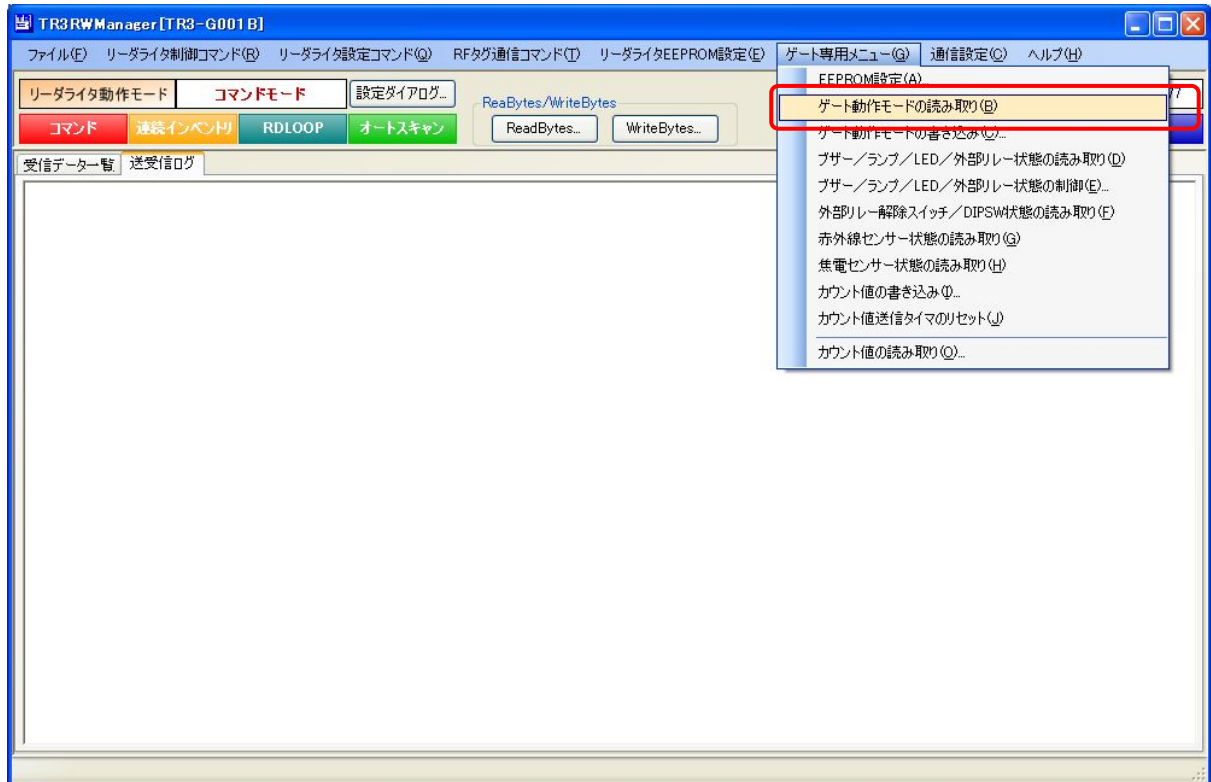 TR3RWManager[TR3-G001B]
ファイル(F) リーダライタ制御コマンド(R) リーダライタ設定コマンド(Q) RFタグ通信コマンド(T) リーダライタEEPROM設定(E) ゲート専用メニュー(G) 通信設定(C) ヘルプ(H)
リーダライタ動作モード コマンドモード 設定ダイアログ...
コマンド 連続インベントリ RDLOOP オートスキャン
ReaBytes/WriteBytes
ReadBytes... WriteBytes...
受信データ一覧 送受信ログ
EEPROM設定(A)...
ゲート動作モードの読み取り(B)
ゲート動作モードの書き込み(C)...
ブザー/ランプ/LED/外部リレー状態の読み取り(D)
ブザー/ランプ/LED/外部リレー状態の制御(E)...
外部リレー解除スイッチ/DIPSW状態の読み取り(F)
赤外線センサー状態の読み取り(G)
焦電センサー状態の読み取り(H)
カウント値の書き込み(I)...
カウント値送信タイマのリセット(J)
カウント値の読み取り(O)...